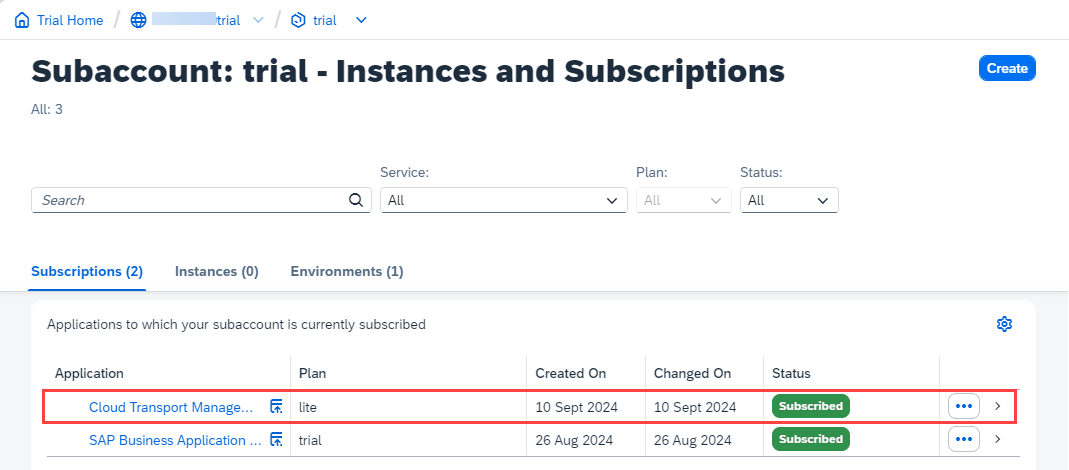 Trial Home / trial / trial
Subaccount: trial - Instances and Subscriptions
Create
All: 3
Service: Plan: Status:
Search All All All
Subscriptions (2) Instances (0) Environments (1)
Applications to which your subaccount is currently subscribed
Application Plan Created On Changed On Status
Cloud Transport Manage... lite 10 Sept 2024 10 Sept 2024 Subscribed
SAP Business Application ... trial 26 Aug 2024 26 Aug 2024 Subscribed